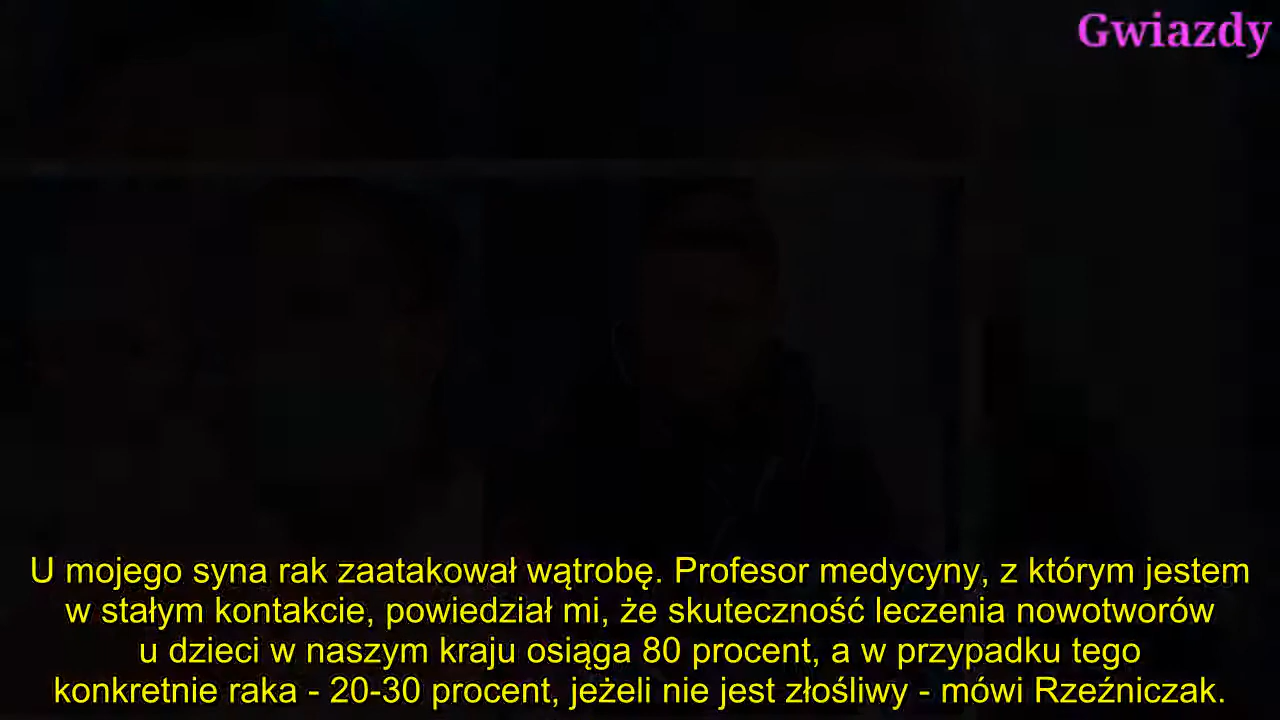 Gwiazdy
U mojego syna rak zaatakował wątrobę. Profesor medycyny, z którym jestem
w stałym kontakcie, powiedział mi, że skuteczność leczenia nowotworów
u dzieci w naszym kraju osiąga 80 procent, a w przypadku tego
konkretnie raka - 20-30 procent, jeżeli nie jest złośliwy - mówi Rzeźniczak.